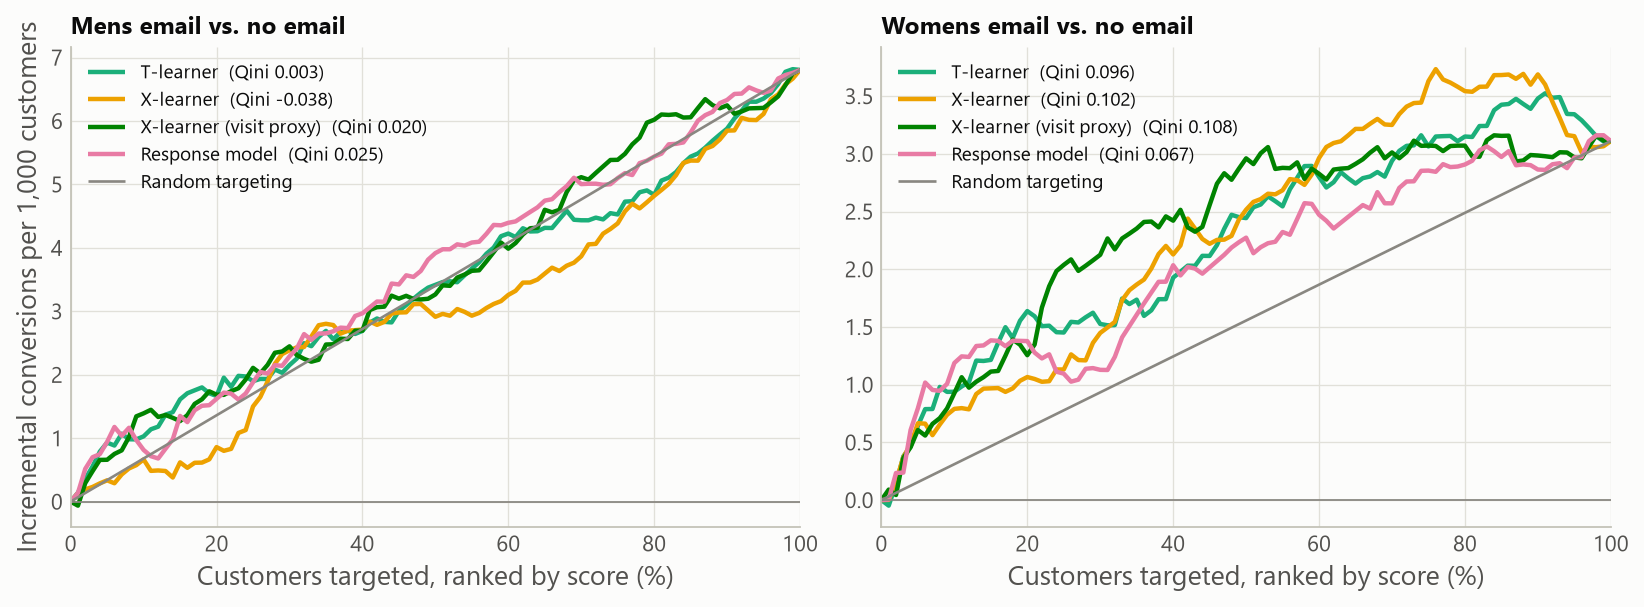 Mens email vs. no email
Incremental conversions per 1,000 customers
7
6
5
4
3
2
1
0
T-learner (Qini 0.003)
X-learner (Qini -0.038)
X-learner (visit proxy) (Qini 0.020)
Response model (Qini 0.025)
Random targeting
0 20 40 60 80 100
Customers targeted, ranked by score (%)
Womens email vs. no email
3.5
3.0
2.5
2.0
1.5
1.0
0.5
0.0
T-learner (Qini 0.096)
X-learner (Qini 0.102)
X-learner (visit proxy) (Qini 0.108)
Response model (Qini 0.067)
Random targeting
0 20 40 60 80 100
Customers targeted, ranked by score (%)